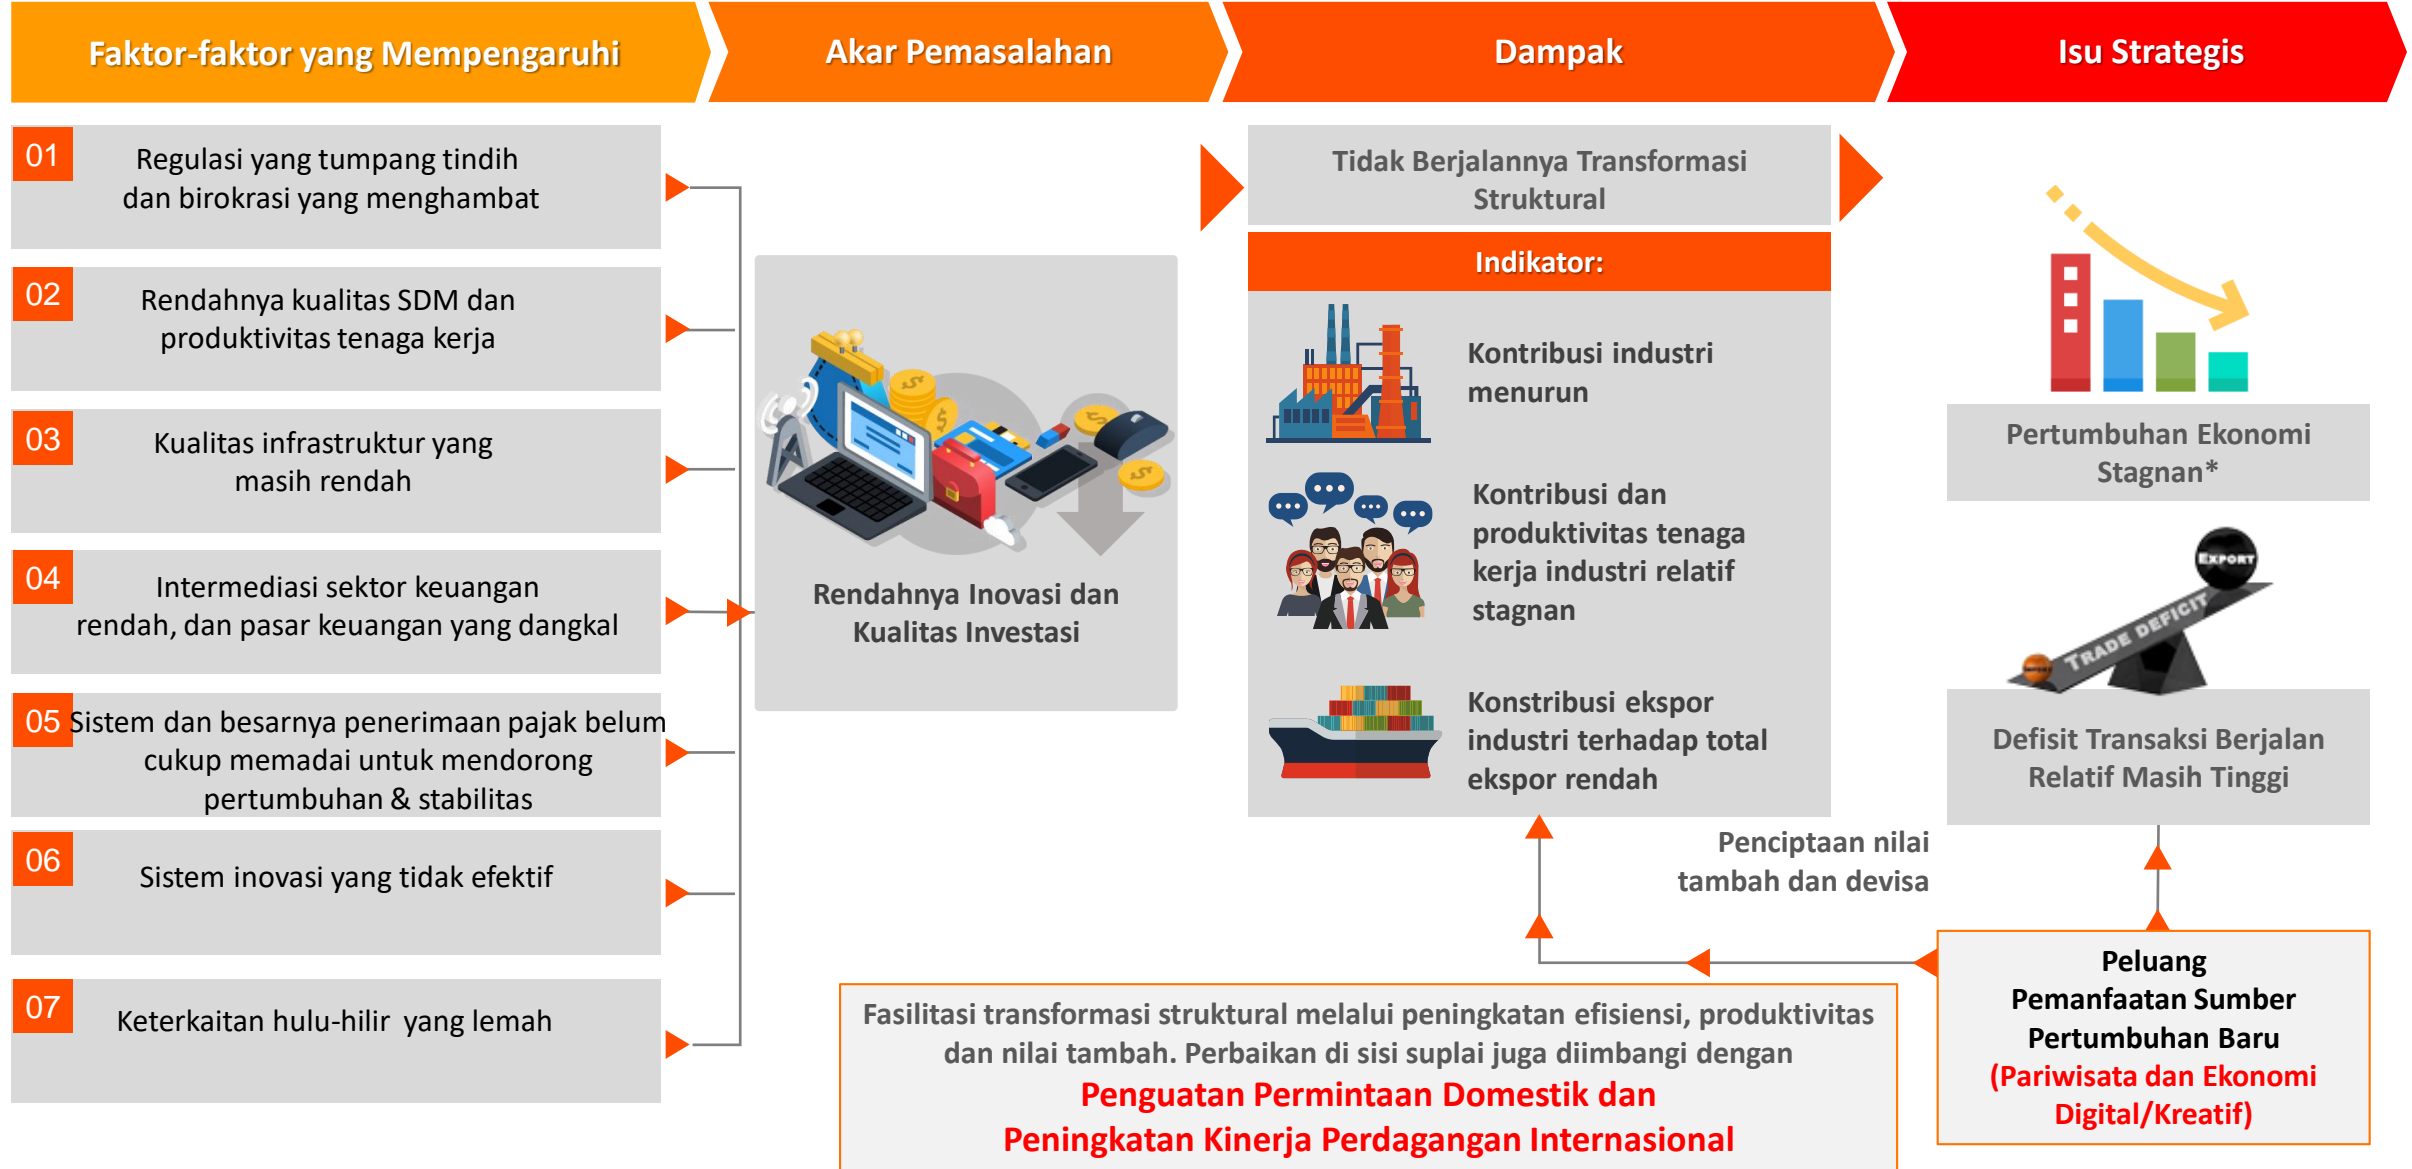 Faktor-faktor yang Mempengaruhi
Akar Pemasalahan
Dampak
Isu Strategis
01
Regulasi yang tumpang tindih
dan birokrasi yang menghambat
02
Rendahnya kualitas SDM dan
produktivitas tenaga kerja
03
Kualitas infrastruktur yang
masih rendah
04
Intermediasi sektor keuangan
rendah, dan pasar keuangan yang dangkal
05
Sistem dan besarnya penerimaan pajak belum
cukup memadai untuk mendorong
pertumbuhan & stabilitas
06
Sistem inovasi yang tidak efektif
07
Keterkaitan hulu-hilir yang lemah
Rendahnya Inovasi dan
Kualitas Investasi
Tidak Berjalannya Transformasi
Struktural
Indikator:
Kontribusi industri
menurun
Kontribusi dan
produktivitas tenaga
kerja industri relatif
stagnan
Konstribusi ekspor
industri terhadap total
ekspor rendah
Pertumbuhan Ekonomi
Stagnan*
EXPORT
TRADE DEFICIT
Defisit Transaksi Berjalan
Relatif Masih Tinggi
Penciptaan nilai
tambah dan devisa
Peluang
Pemanfaatan Sumber
Pertumbuhan Baru
(Pariwisata dan Ekonomi
Digital/Kreatif)
Fasilitasi transformasi struktural melalui peningkatan efisiensi, produktivitas
dan nilai tambah. Perbaikan di sisi suplai juga diimbangi dengan
Penguatan Permintaan Domestik dan
Peningkatan Kinerja Perdagangan Internasional